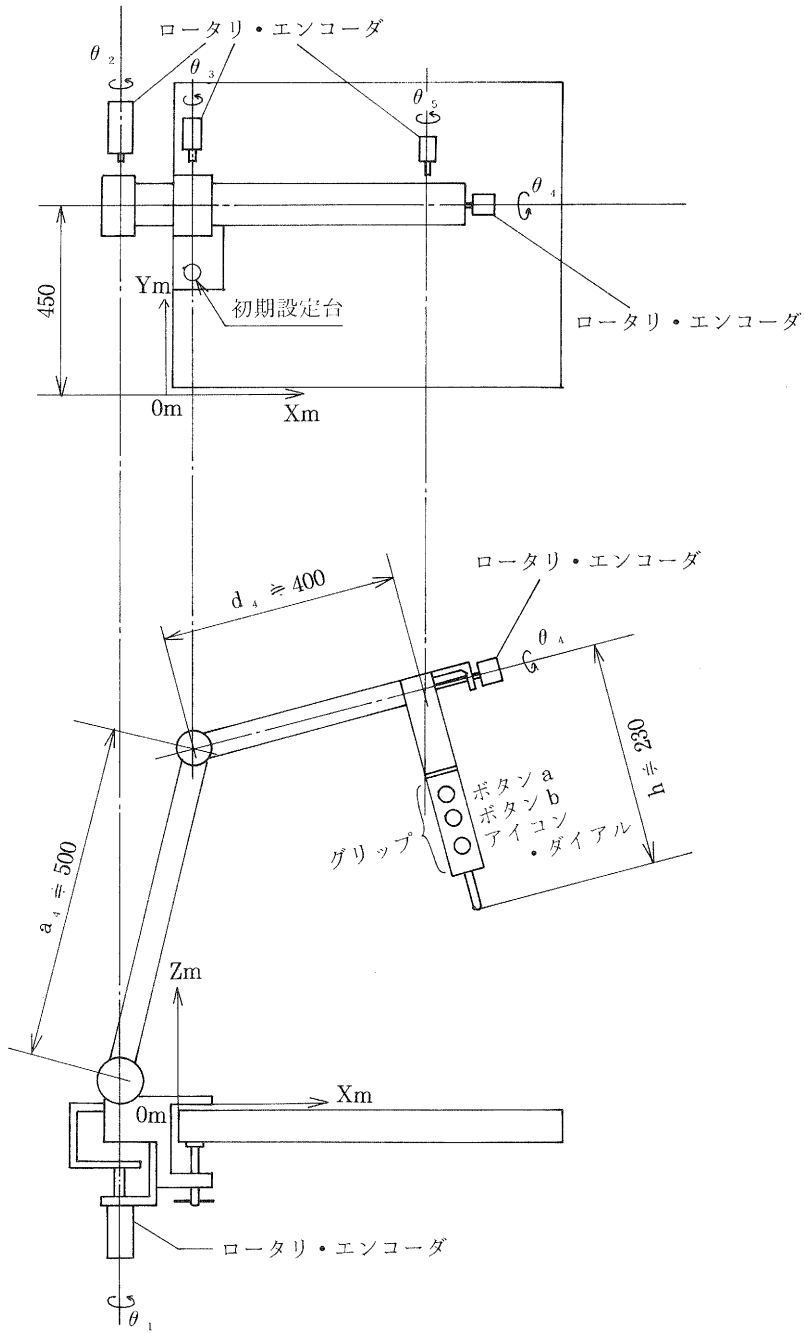 ロータリ・エンコーダ
θ2
θ3
θ5
θ4
450
Ym
初期設定台
ロータリ・エンコーダ
0m
Xm
ロータリ・エンコーダ
d4≒400
θ4
h≒230
ボタンa
ボタンb
アイコン
・ダイアル
グリップ
a4≒500
Zm
Xm
0m
ロータリ・エンコーダ
θ1